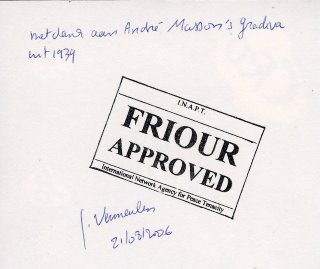 met dank aan André Masson's gradiva
uit 1939
I.N.A.P.T.
FRIOUR
APPROVED
International Network Agency for Peace Tenacity
J. Vermeulen
21/03/2006